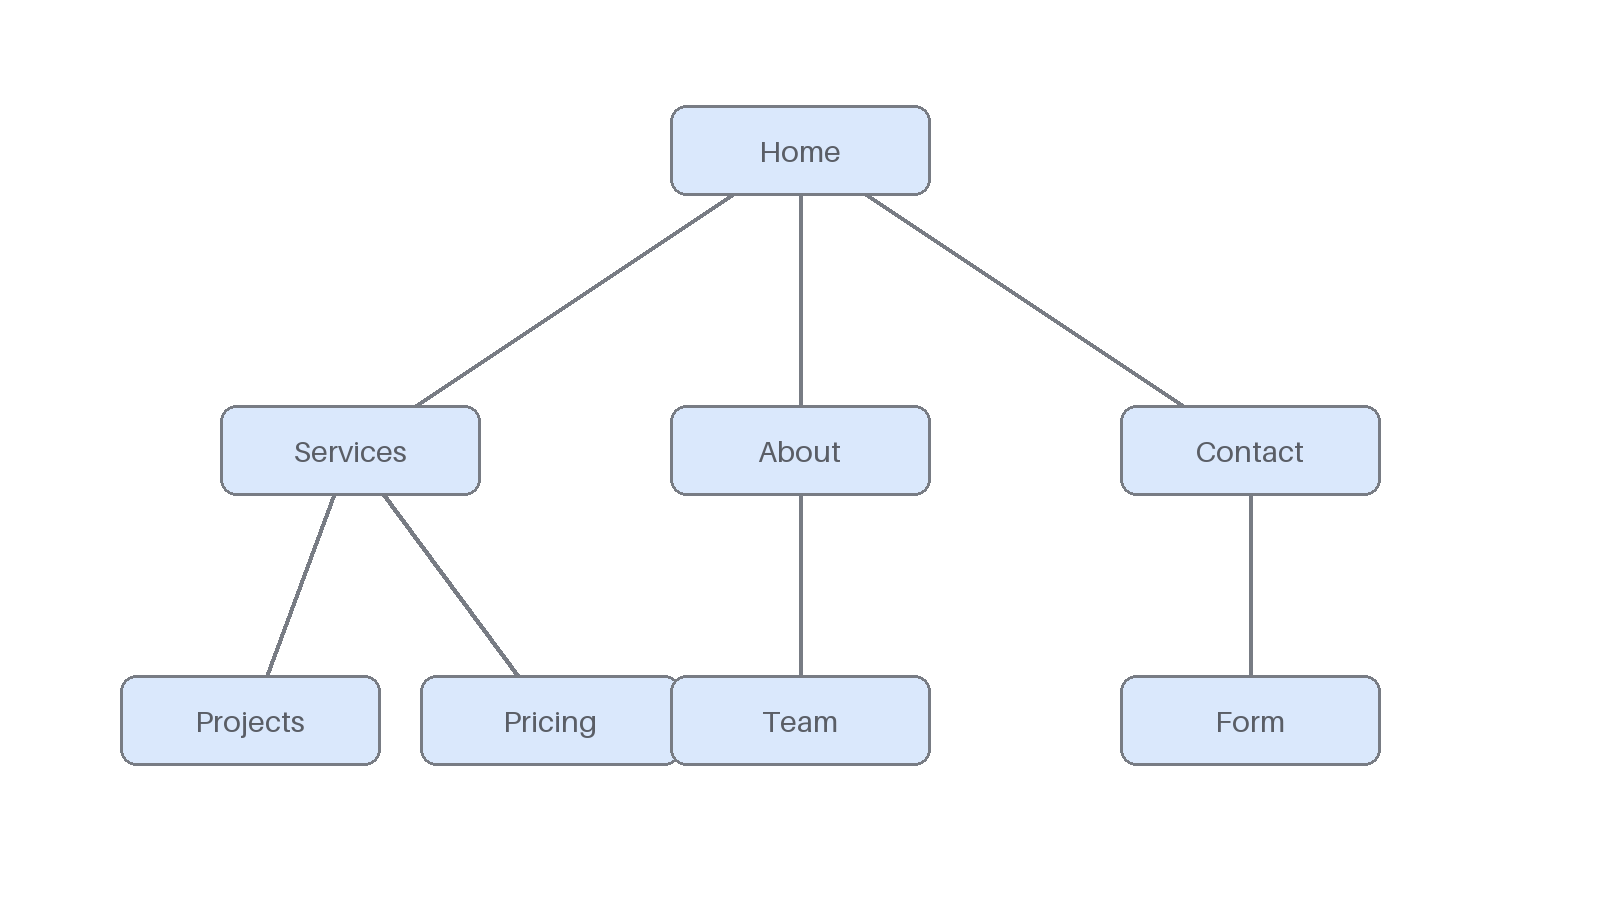 Home
Services
About
Contact
Projects
Pricing
Team
Form